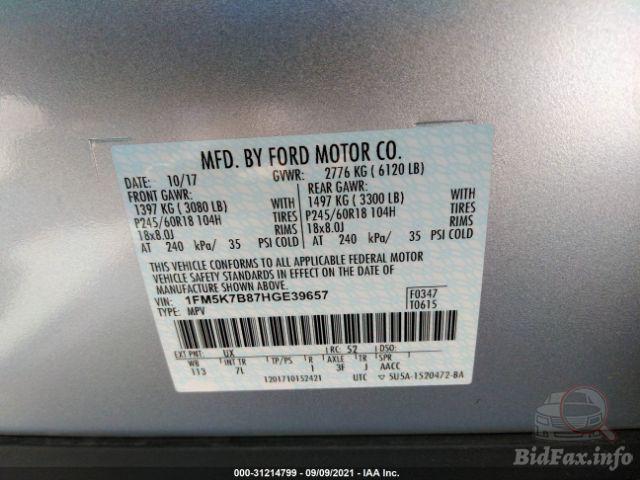 MFD. BY FORD MOTOR CO.
DATE: 10/17 GVWR: 2776 KG ( 6120 LB)
FRONT GAWR: REAR GAWR:
1397 KG ( 3080 LB) WITH 1497 KG ( 3300 LB) WITH
P245/60R18 104H TIRES P245/60R18 104H TIRES
18x8.0J RIMS 18x8.0J RIMS
AT 240 kPa/ 35 PSI COLD AT 240 kPa/ 35 PSI COLD
THIS VEHICLE CONFORMS TO ALL APPLICABLE FEDERAL MOTOR
VEHICLE SAFETY STANDARDS IN EFFECT ON THE DATE OF
MANUFACTURE SHOWN ABOVE.
VIN: 1FM5K7B87HGE39657 F0347
TYPE: MPV T0615
EXT PNT: UX RC: 52 DSO:
WB INT TR TP/PS R AXLE TR SPR
113 7L 1 3F J AACC
1201710152421 UTC 5U5A-1520472-BA
BidFax.info
000-31214799 - 09/09/2021 - IAA Inc.